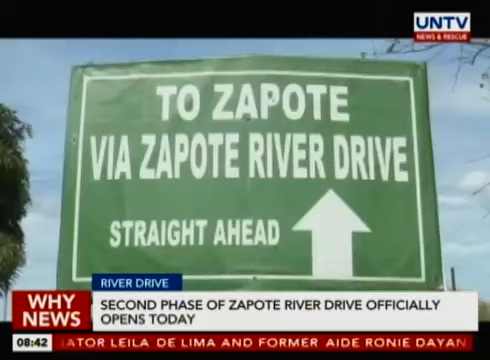 UNTV
NEWS & RESCUE
TO ZAPOTE
VIA ZAPOTE RIVER DRIVE
STRAIGHT AHEAD
RIVER DRIVE
WHY NEWS
SECOND PHASE OF ZAPOTE RIVER DRIVE OFFICIALLY
OPENS TODAY
08:42 LEILA DE LIMA AND FORMER AIDE RONIE DAYAN